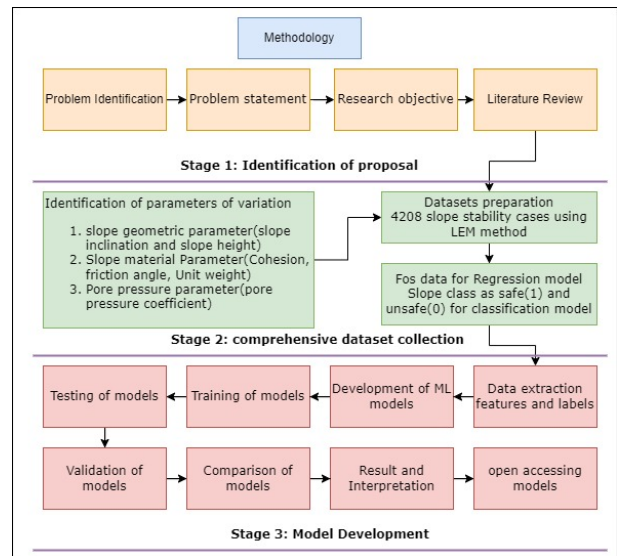 Methodology
Problem Identification
Problem statement
Research objective
Literature Review
Stage 1: Identification of proposal
Identification of parameters of variation
1. slope geometric parameter(slope
inclination and slope height)
2. Slope material Parameter(Cohesion,
friction angle, Unit weight)
3. Pore pressure parameter(pore
pressure coefficient)
Datasets preparation
4208 slope stability cases using
LEM method
Fos data for Regression model
Slope class as safe(1) and
unsafe(0) for classification model
Stage 2: comprehensive dataset collection
Testing of models
Training of models
Development of ML
models
Data extraction
features and labels
Validation of
models
Comparison of
models
Result and
Interpretation
open accessing
models
Stage 3: Model Development